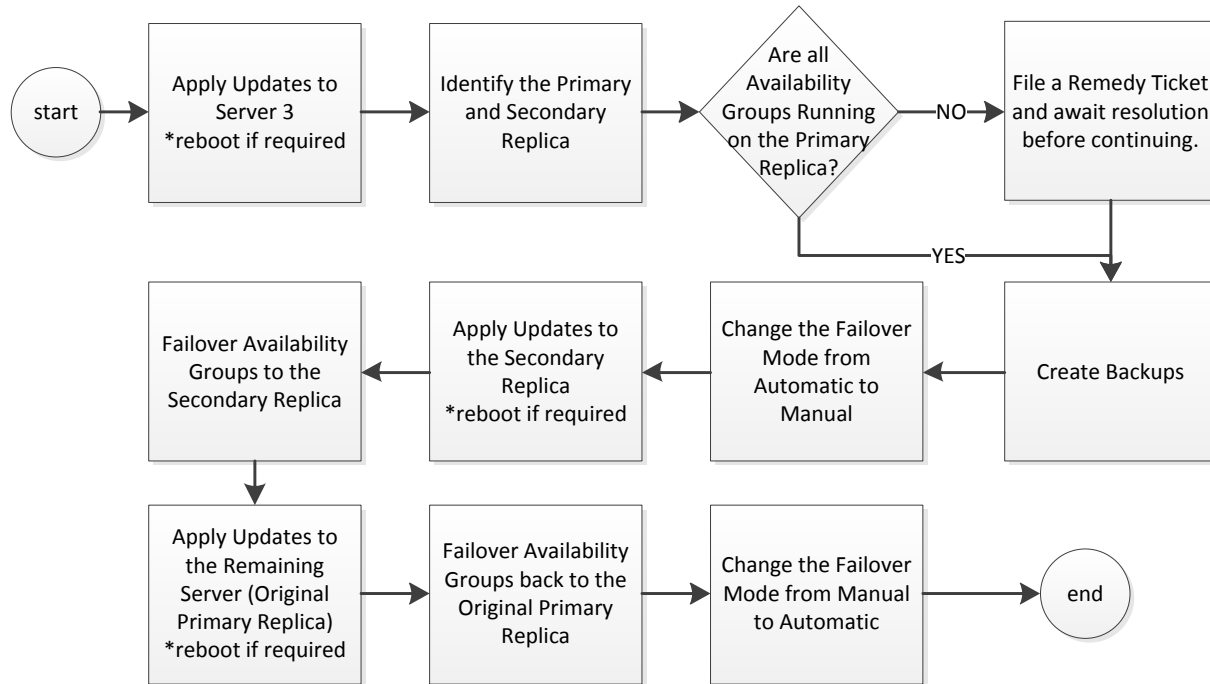 start
Apply Updates to
Server 3
*reboot if required
Identify the Primary
and Secondary
Replica
Are all
Availability
Groups Running
on the Primary
Replica?
NO
File a Remedy Ticket
and await resolution
before continuing.
YES
Create Backups
Change the Failover
Mode from
Automatic to
Manual
Apply Updates to
the Secondary
Replica
*reboot if required
Failover Availability
Groups to the
Secondary Replica
Apply Updates to
the Remaining
Server (Original
Primary Replica)
*reboot if required
Failover Availability
Groups back to the
Original Primary
Replica
Change the Failover
Mode from Manual
to Automatic
end